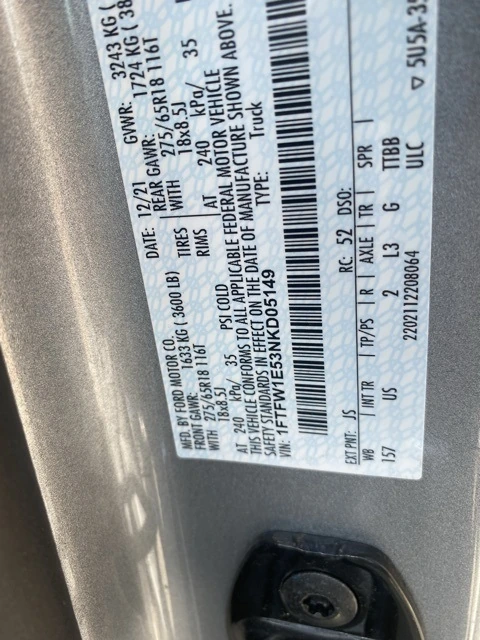 MFD. BY FORD MOTOR CO. DATE: 12/21 GVWR: 3243 KG (
FRONT GAWR: 1633 KG ( 3600 LB) REAR GAWR: 1724 KG ( 38
WITH 275/65R18 116T TIRES WITH 275/65R18 116T
18x8.5J RIMS 18x8.5J
AT 240 kPa/ 35 PSI COLD AT 240 kPa/ 35
THIS VEHICLE CONFORMS TO ALL APPLICABLE FEDERAL MOTOR VEHICLE
SAFETY STANDARDS IN EFFECT ON THE DATE OF MANUFACTURE SHOWN ABOVE.
VIN: 1FTFW1E53NKD05149 TYPE: Truck
EXT PNT: JS RC: 52 DSO:
WB INT TR TP/PS R AXLE TR SPR
157 US 2 L3 G TTBB
2202112208064 ULC
▽ 5U5A-35